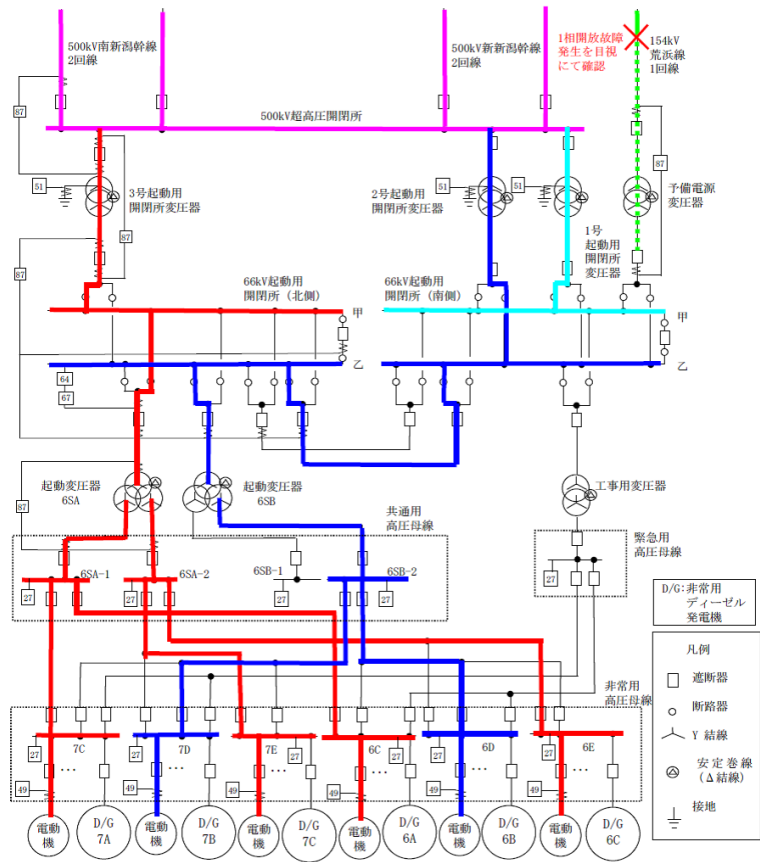 500kV南新潟幹線
2回線
500kV新新潟幹線
2回線
1相開放故障
発生を目視
にて確認
154kV
荒浜線
1回線
87
500kV超高圧開閉所
87
51
3号起動用
開閉所変圧器
51
2号起動用
開閉所変圧器
51
予備電源
変圧器
1号
起動用
開閉所
変圧器
87
87
66kV起動用
開閉所(北側)
66kV起動用
開閉所(南側)
甲
甲
乙
乙
64
67
起動変圧器
6SA
起動変圧器
6SB
工事用変圧器
87
共通用
高圧母線
緊急用
高圧母線
6SA-1
6SA-2
6SB-1
6SB-2
27
27
27
27
27
D/G:非常用
ディーゼル
発電機
凡例
遮断器
断路器
Y 結線
安定巻線
(Δ結線)
接地
非常用
高圧母線
7C
7D
7E
6C
6D
6E
27
27
27
27
27
27
…
…
…
…
…
…
49
49
49
49
49
49
電動
機
D/G
7A
電動
機
D/G
7B
電動
機
D/G
7C
電動
機
D/G
6A
電動
機
D/G
6B
電動
機
D/G
6C